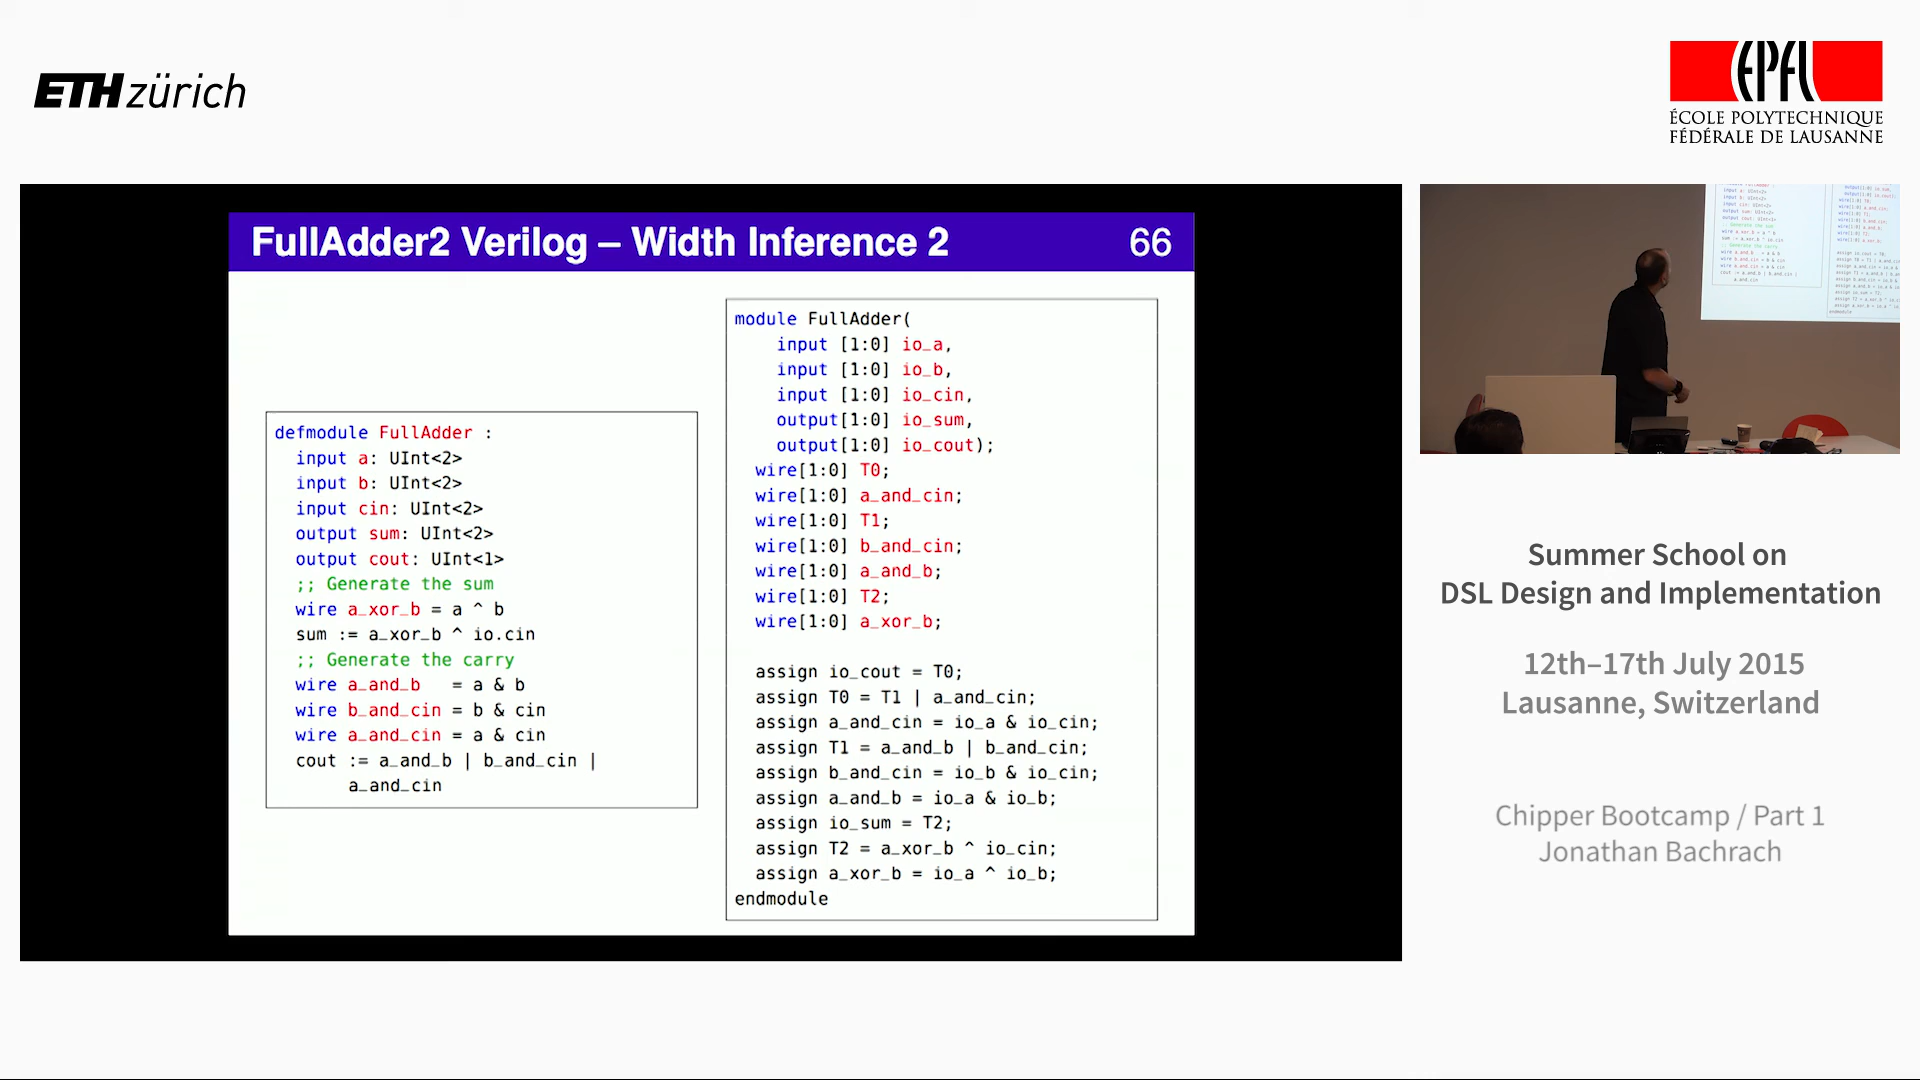 ETH zürich
EPFL
ÉCOLE POLYTECHNIQUE
FÉDÉRALE DE LAUSANNE
FullAdder2 Verilog – Width Inference 2 66
defmodule FullAdder :
input a: UInt<2>
input b: UInt<2>
input cin: UInt<2>
output sum: UInt<2>
output cout: UInt<1>
;; Generate the sum
wire a_xor_b = a ^ b
sum := a_xor_b ^ io.cin
;; Generate the carry
wire a_and_b = a & b
wire b_and_cin = b & cin
wire a_and_cin = a & cin
cout := a_and_b | b_and_cin |
a_and_cin
module FullAdder(
input [1:0] io_a,
input [1:0] io_b,
input [1:0] io_cin,
output[1:0] io_sum,
output[1:0] io_cout);
wire[1:0] T0;
wire[1:0] a_and_cin;
wire[1:0] T1;
wire[1:0] b_and_cin;
wire[1:0] a_and_b;
wire[1:0] T2;
wire[1:0] a_xor_b;
assign io_cout = T0;
assign T0 = T1 | a_and_cin;
assign a_and_cin = io_a & io_cin;
assign T1 = a_and_b | b_and_cin;
assign b_and_cin = io_b & io_cin;
assign a_and_b = io_a & io_b;
assign io_sum = T2;
assign T2 = a_xor_b ^ io_cin;
assign a_xor_b = io_a ^ io_b;
endmodule
Summer School on
DSL Design and Implementation
12th–17th July 2015
Lausanne, Switzerland
Chipper Bootcamp / Part 1
Jonathan Bachrach